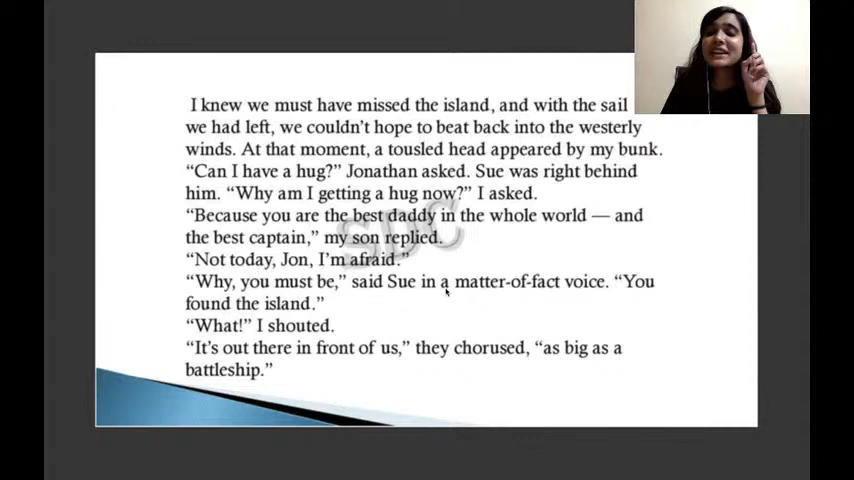 I knew we must have missed the island, and with the sail
we had left, we couldn't hope to beat back into the westerly
winds. At that moment, a tousled head appeared by my bunk.
“Can I have a hug?” Jonathan asked. Sue was right behind
him. “Why am I getting a hug now?” I asked.
“Because you are the best daddy in the whole world — and
the best captain,” my son replied.
“Not today, Jon, I'm afraid.”
“Why, you must be,” said Sue in a matter-of-fact voice. “You
found the island.”
“What!” I shouted.
“It's out there in front of us,” they chorused, “as big as a
battleship.”
SDC